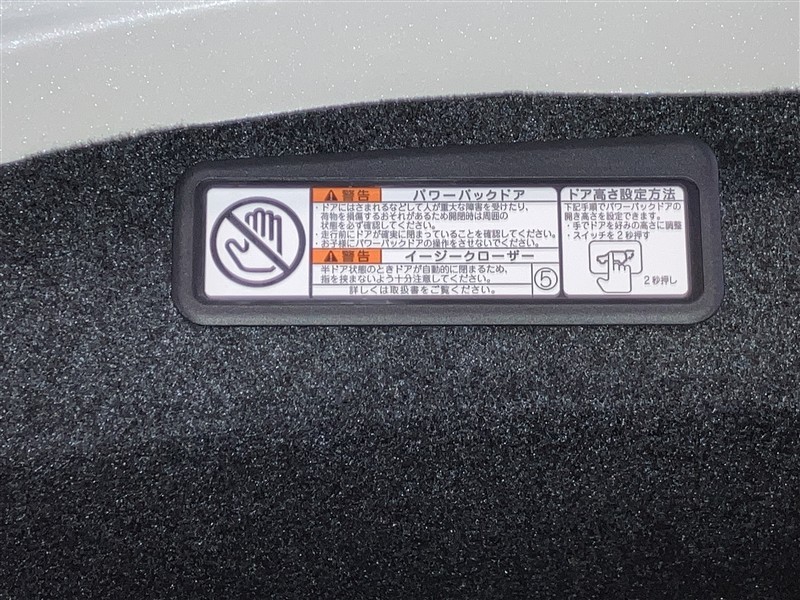 警告 パワーバックドア
・ドアにはさまれるなどして人が重大な障害を受けたり、
荷物を損傷するおそれがあるため開閉時は周囲の
状態を必ず確認してください。
・走行前にドアが確実に閉まっていることを確認してください。
・お子様にパワーバックドアの操作をさせないでください。
警告 イージークローザー
半ドア状態のときドアが自動的に閉まるため、
指を挟まないよう十分注意してください。
詳しくは取扱書をご覧ください。
⑤
ドア高さ設定方法
下記手順でパワーバックドアの
開き高さを設定できます。
・手でドアを好みの高さに調整
・スイッチを2秒押す
2秒押し